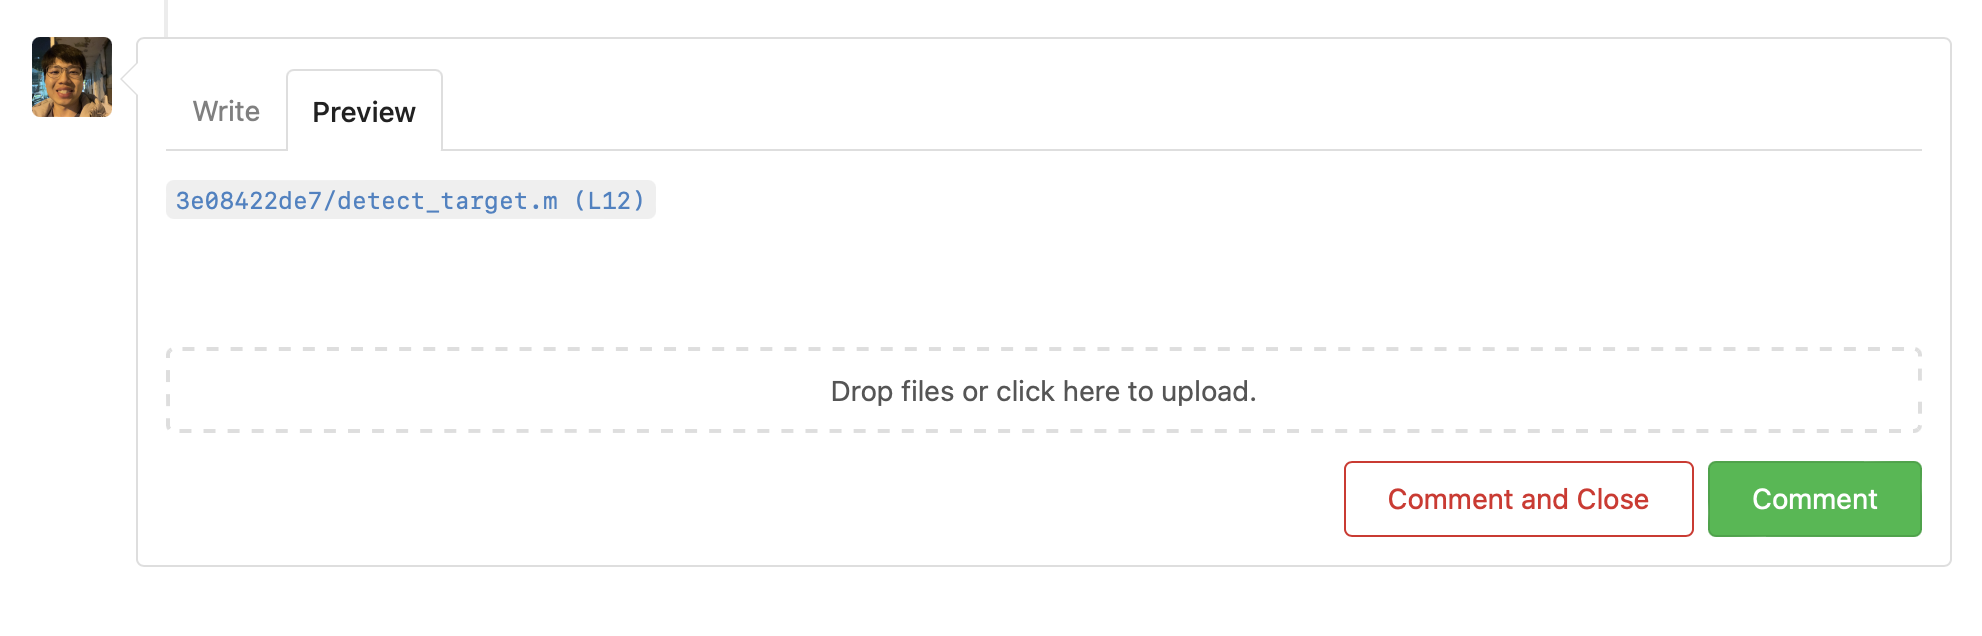 Write
Preview
3e08422de7/detect_target.m (L12)
Drop files or click here to upload.
Comment and Close
Comment